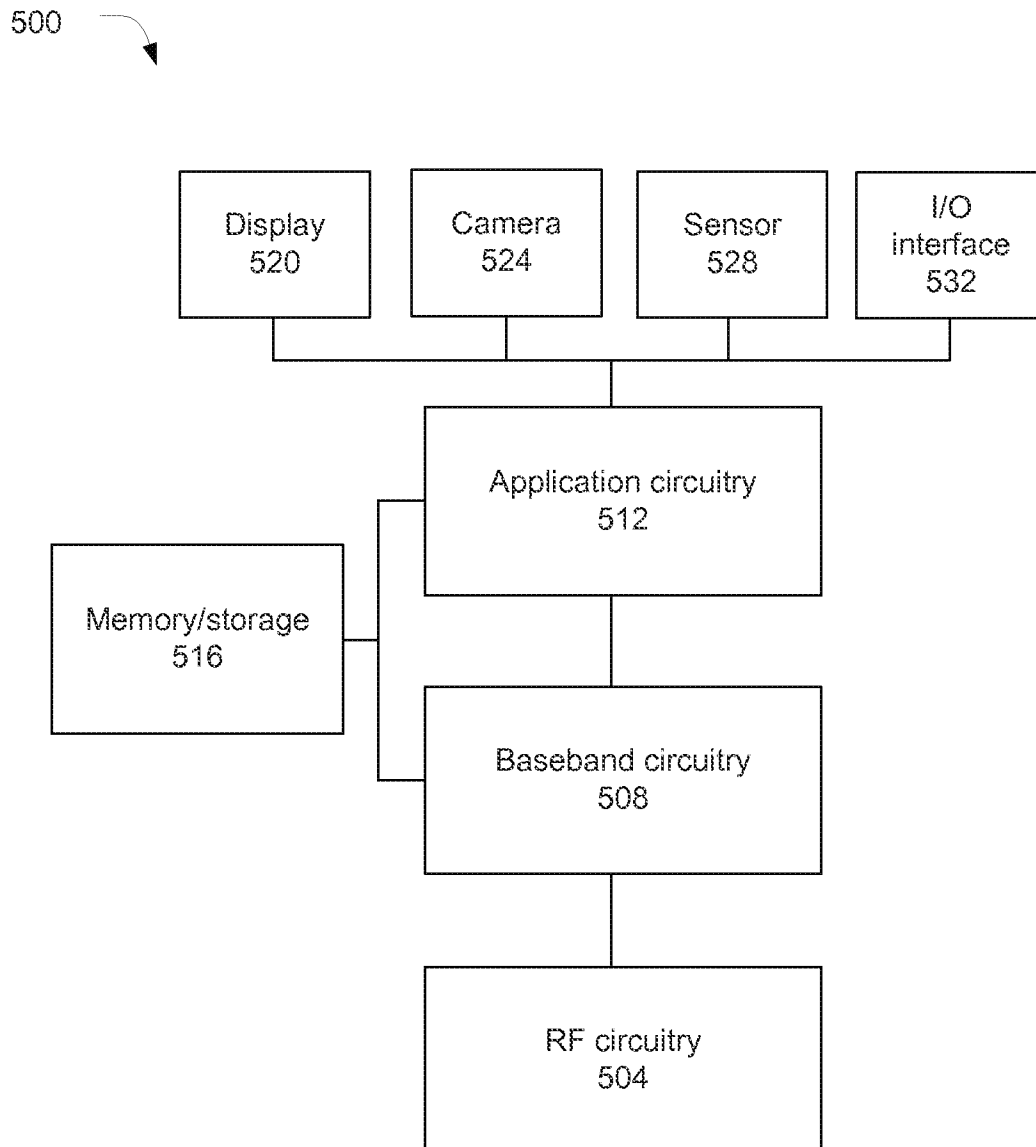 500
Display
520
Camera
524
Sensor
528
I/O
interface
532
Application circuitry
512
Memory/storage
516
Baseband circuitry
508
RF circuitry
504